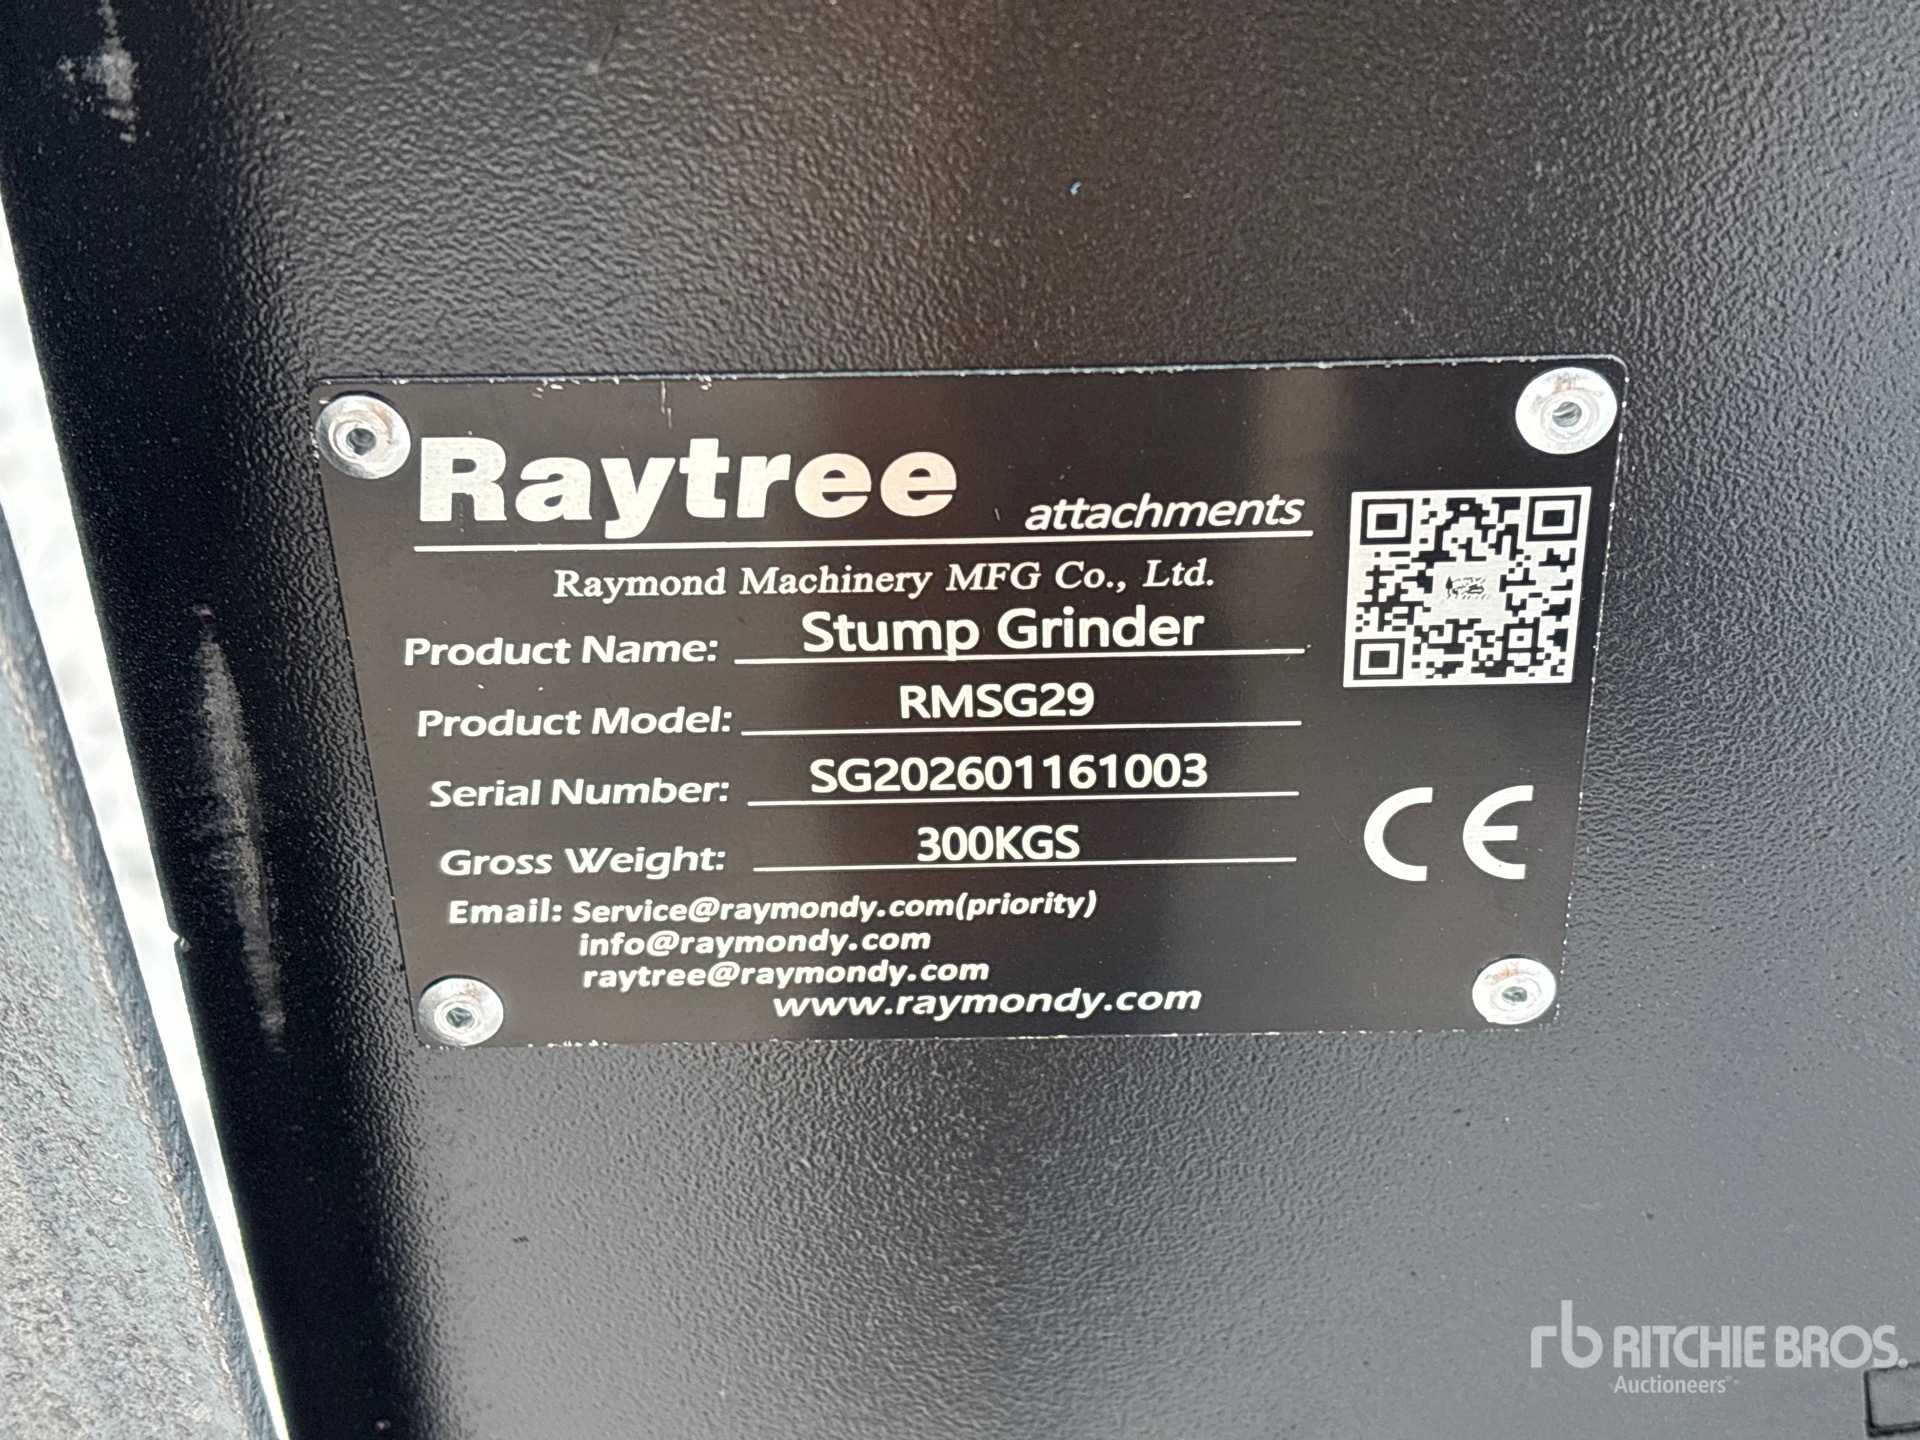 Raytree attachments
Raymond Machinery MFG Co., Ltd.
Product Name: Stump Grinder
Product Model: RMSG29
Serial Number: SG202601161003
Gross Weight: 300KGS
Email: Service@raymondy.com(priority)
info@raymondy.com
raytree@raymondy.com
www.raymondy.com
CE
rb RITCHIE BROS.
Auctioneers